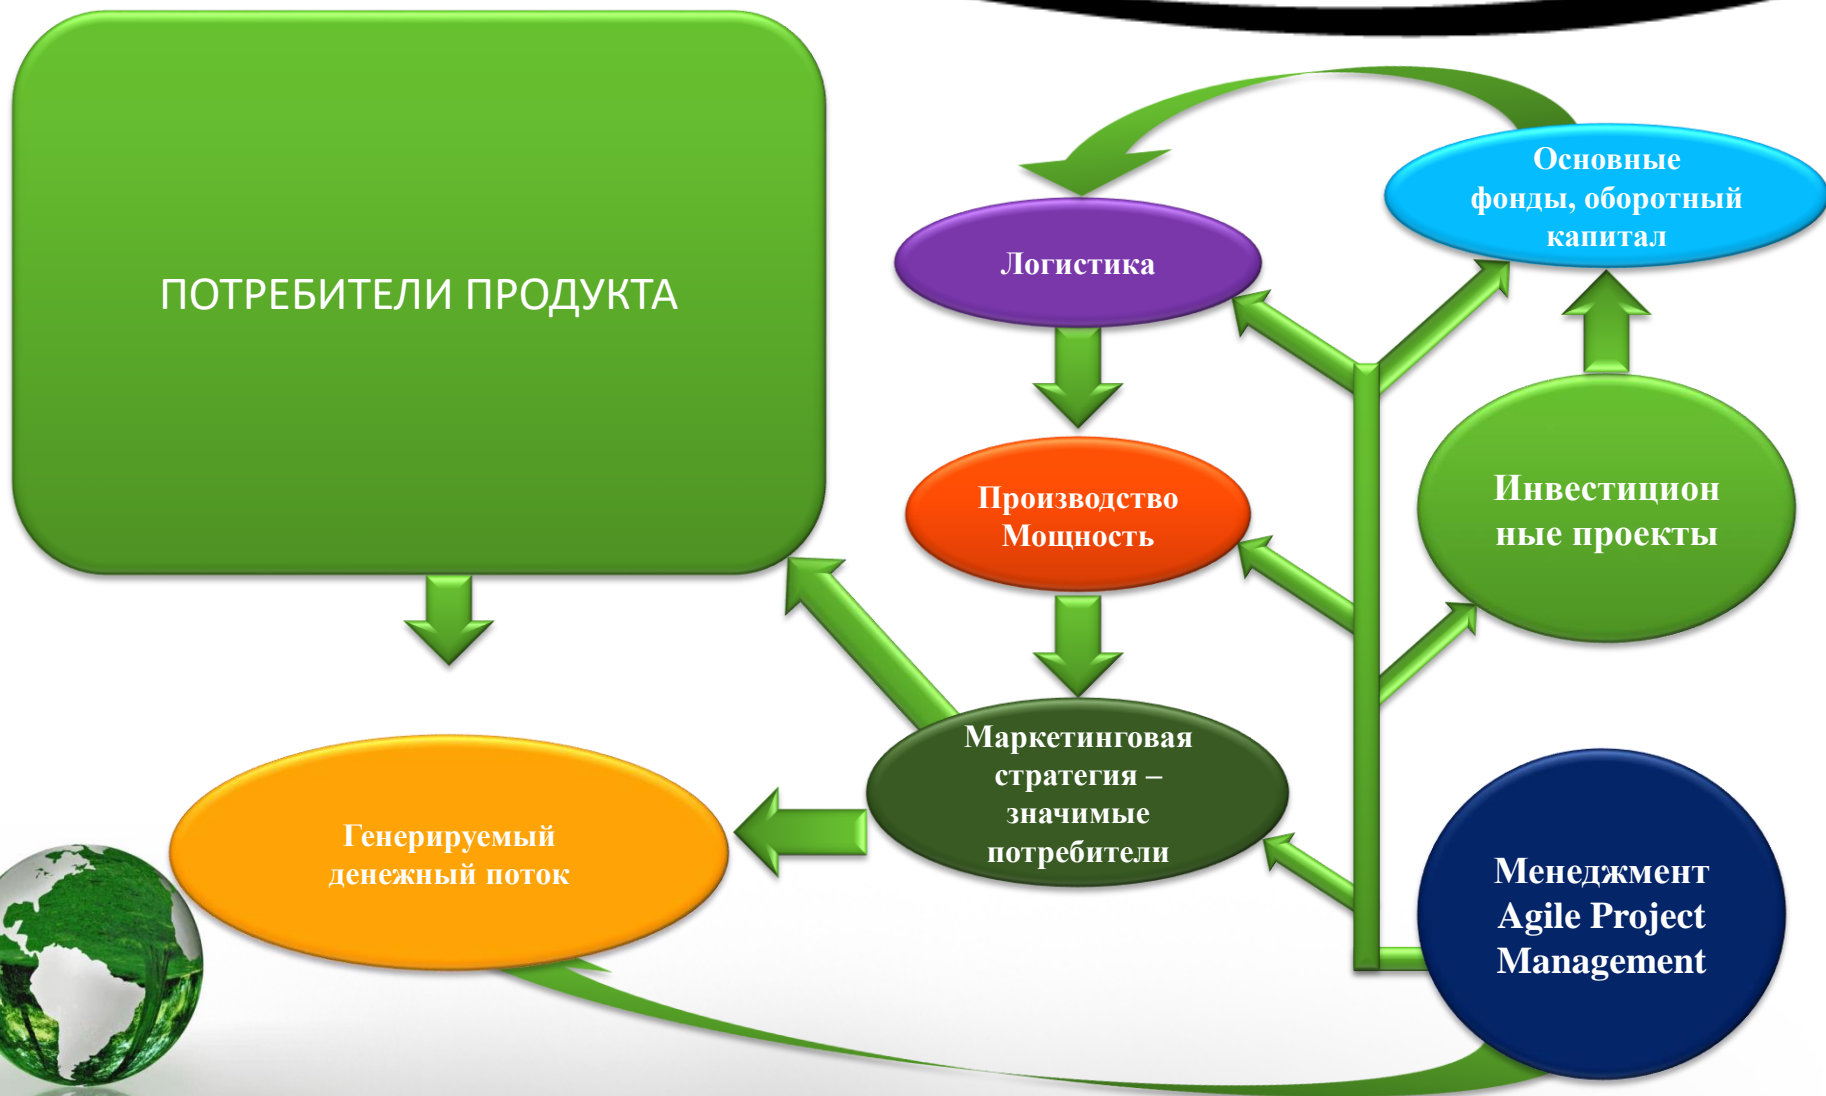 ПОТРЕБИТЕЛИ ПРОДУКТА
Основные
фонды, оборотный
капитал
Логистика
Производство
Мощность
Инвестицион
ные проекты
Маркетинговая
стратегия –
значимые
потребители
Генерируемый
денежный поток
Менеджмент
Agile Project
Management